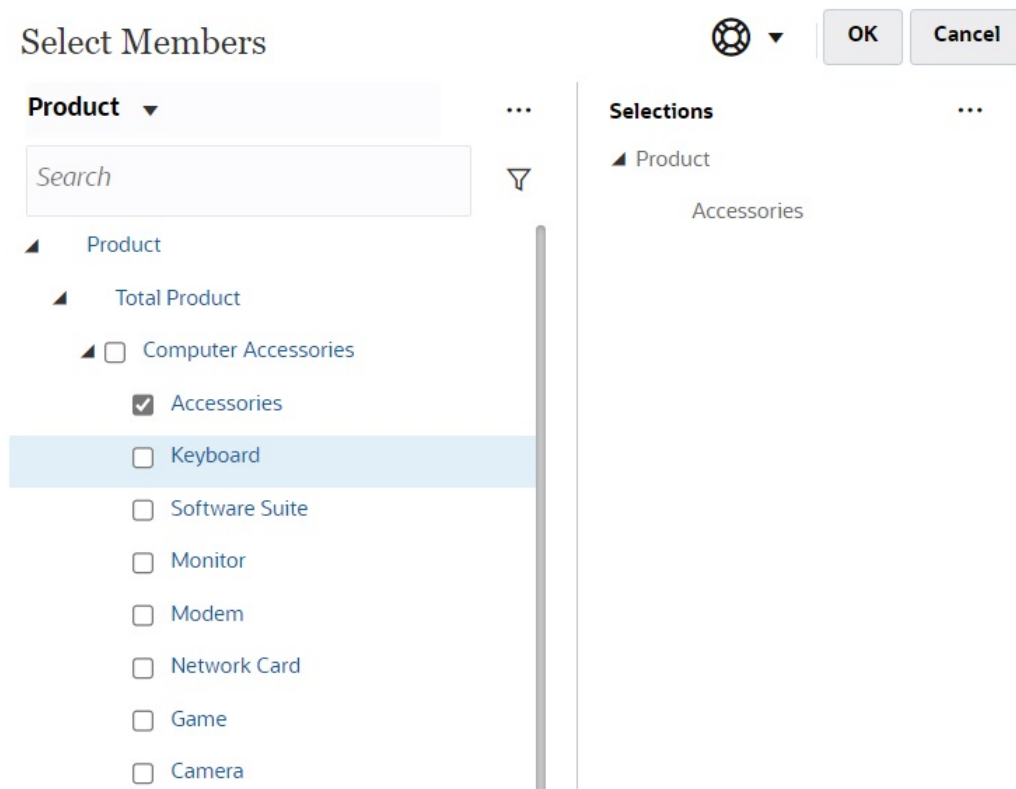 Select Members
OK
Cancel
Product
...
Search
Product
Total Product
Computer Accessories
Accessories
Keyboard
Software Suite
Monitor
Modem
Network Card
Game
Camera
Selections
...
Product
Accessories